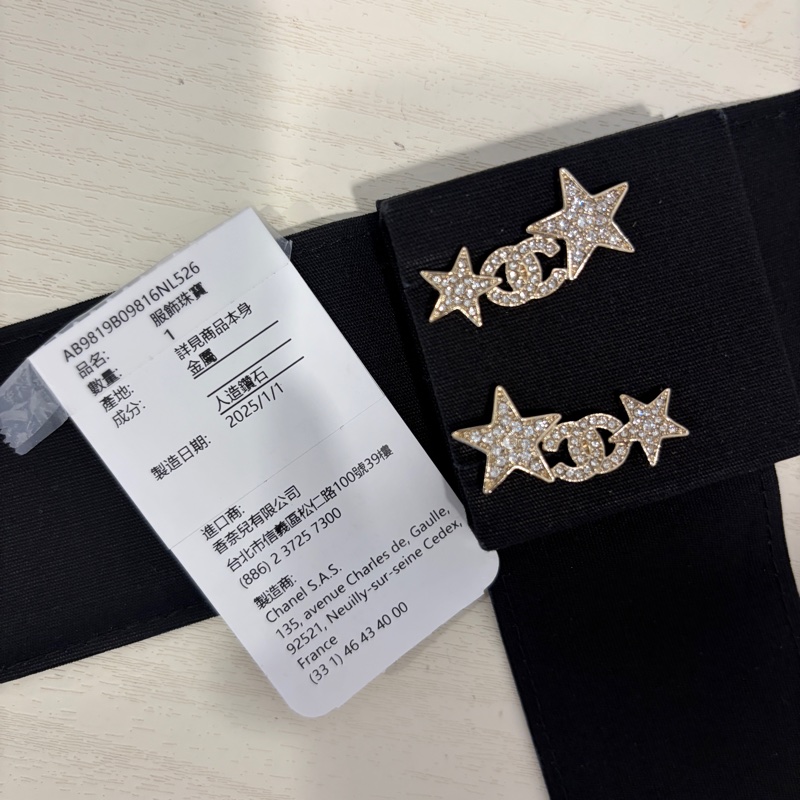 AB9819B09816NL526
品名: 服飾珠寶
數量: 1
產地: 詳見商品本身
成分: 金屬
人造鑽石
製造日期: 2025/1/1
進口商:
香奈兒有限公司
台北市信義區松仁路100號39樓
(886) 2 3725 7300
製造商:
Chanel S.A.S.
135, avenue Charles de, Gaulle,
92521, Neuilly-sur-seine Cedex,
France
(33 1) 46 43 40 00